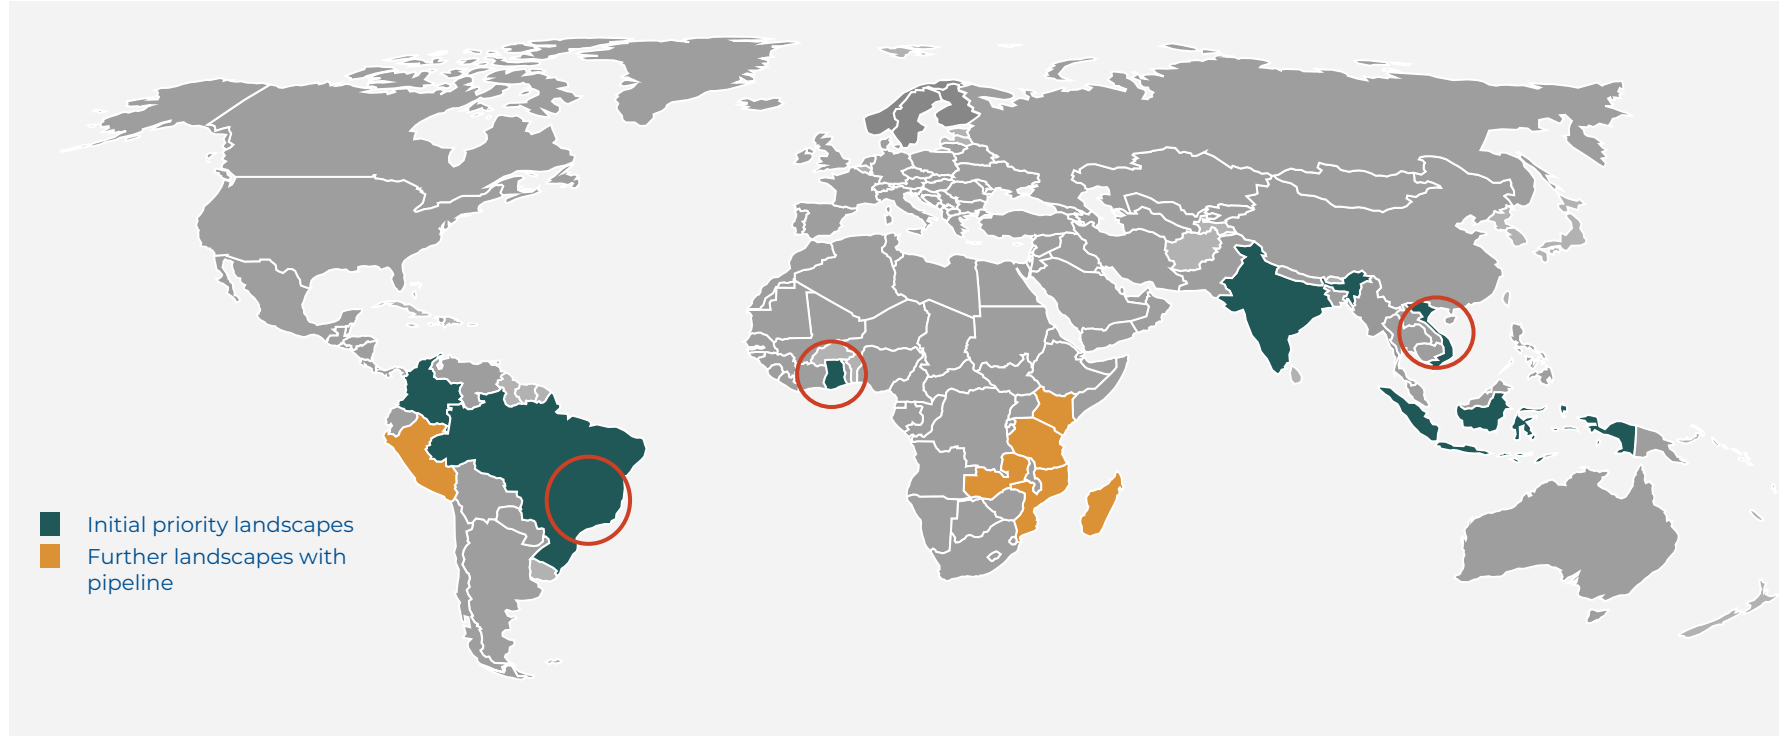 Initial priority landscapes
Further landscapes with
pipeline